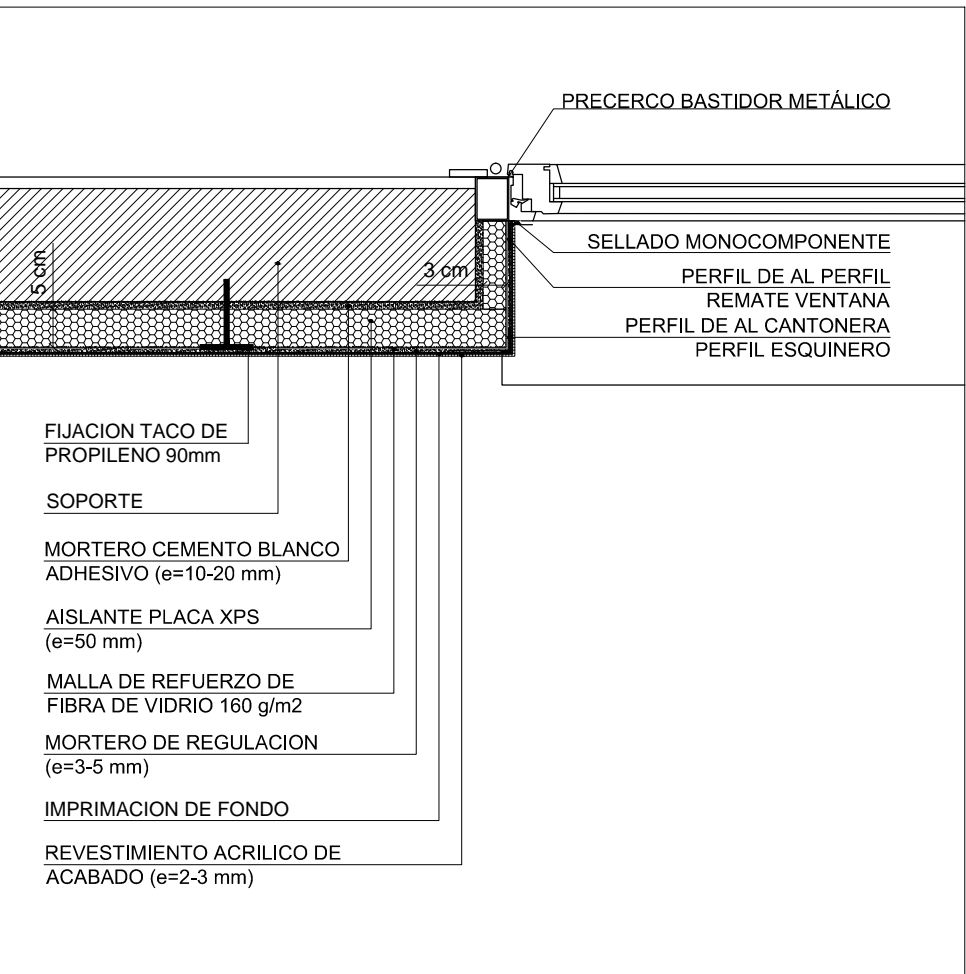 PRECERCO BASTIDOR METÁLICO
SELLADO MONOCOMPONENTE
5 cm
3 cm
PERFIL DE AL PERFIL
REMATE VENTANA
PERFIL DE AL CANTONERA
PERFIL ESQUINERO
FIJACION TACO DE
PROPILENO 90mm
SOPORTE
MORTERO CEMENTO BLANCO
ADHESIVO (e=10-20 mm)
AISLANTE PLACA XPS
(e=50 mm)
MALLA DE REFUERZO DE
FIBRA DE VIDRIO 160 g/m2
MORTERO DE REGULACION
(e=3-5 mm)
IMPRIMACION DE FONDO
REVESTIMIENTO ACRILICO DE
ACABADO (e=2-3 mm)